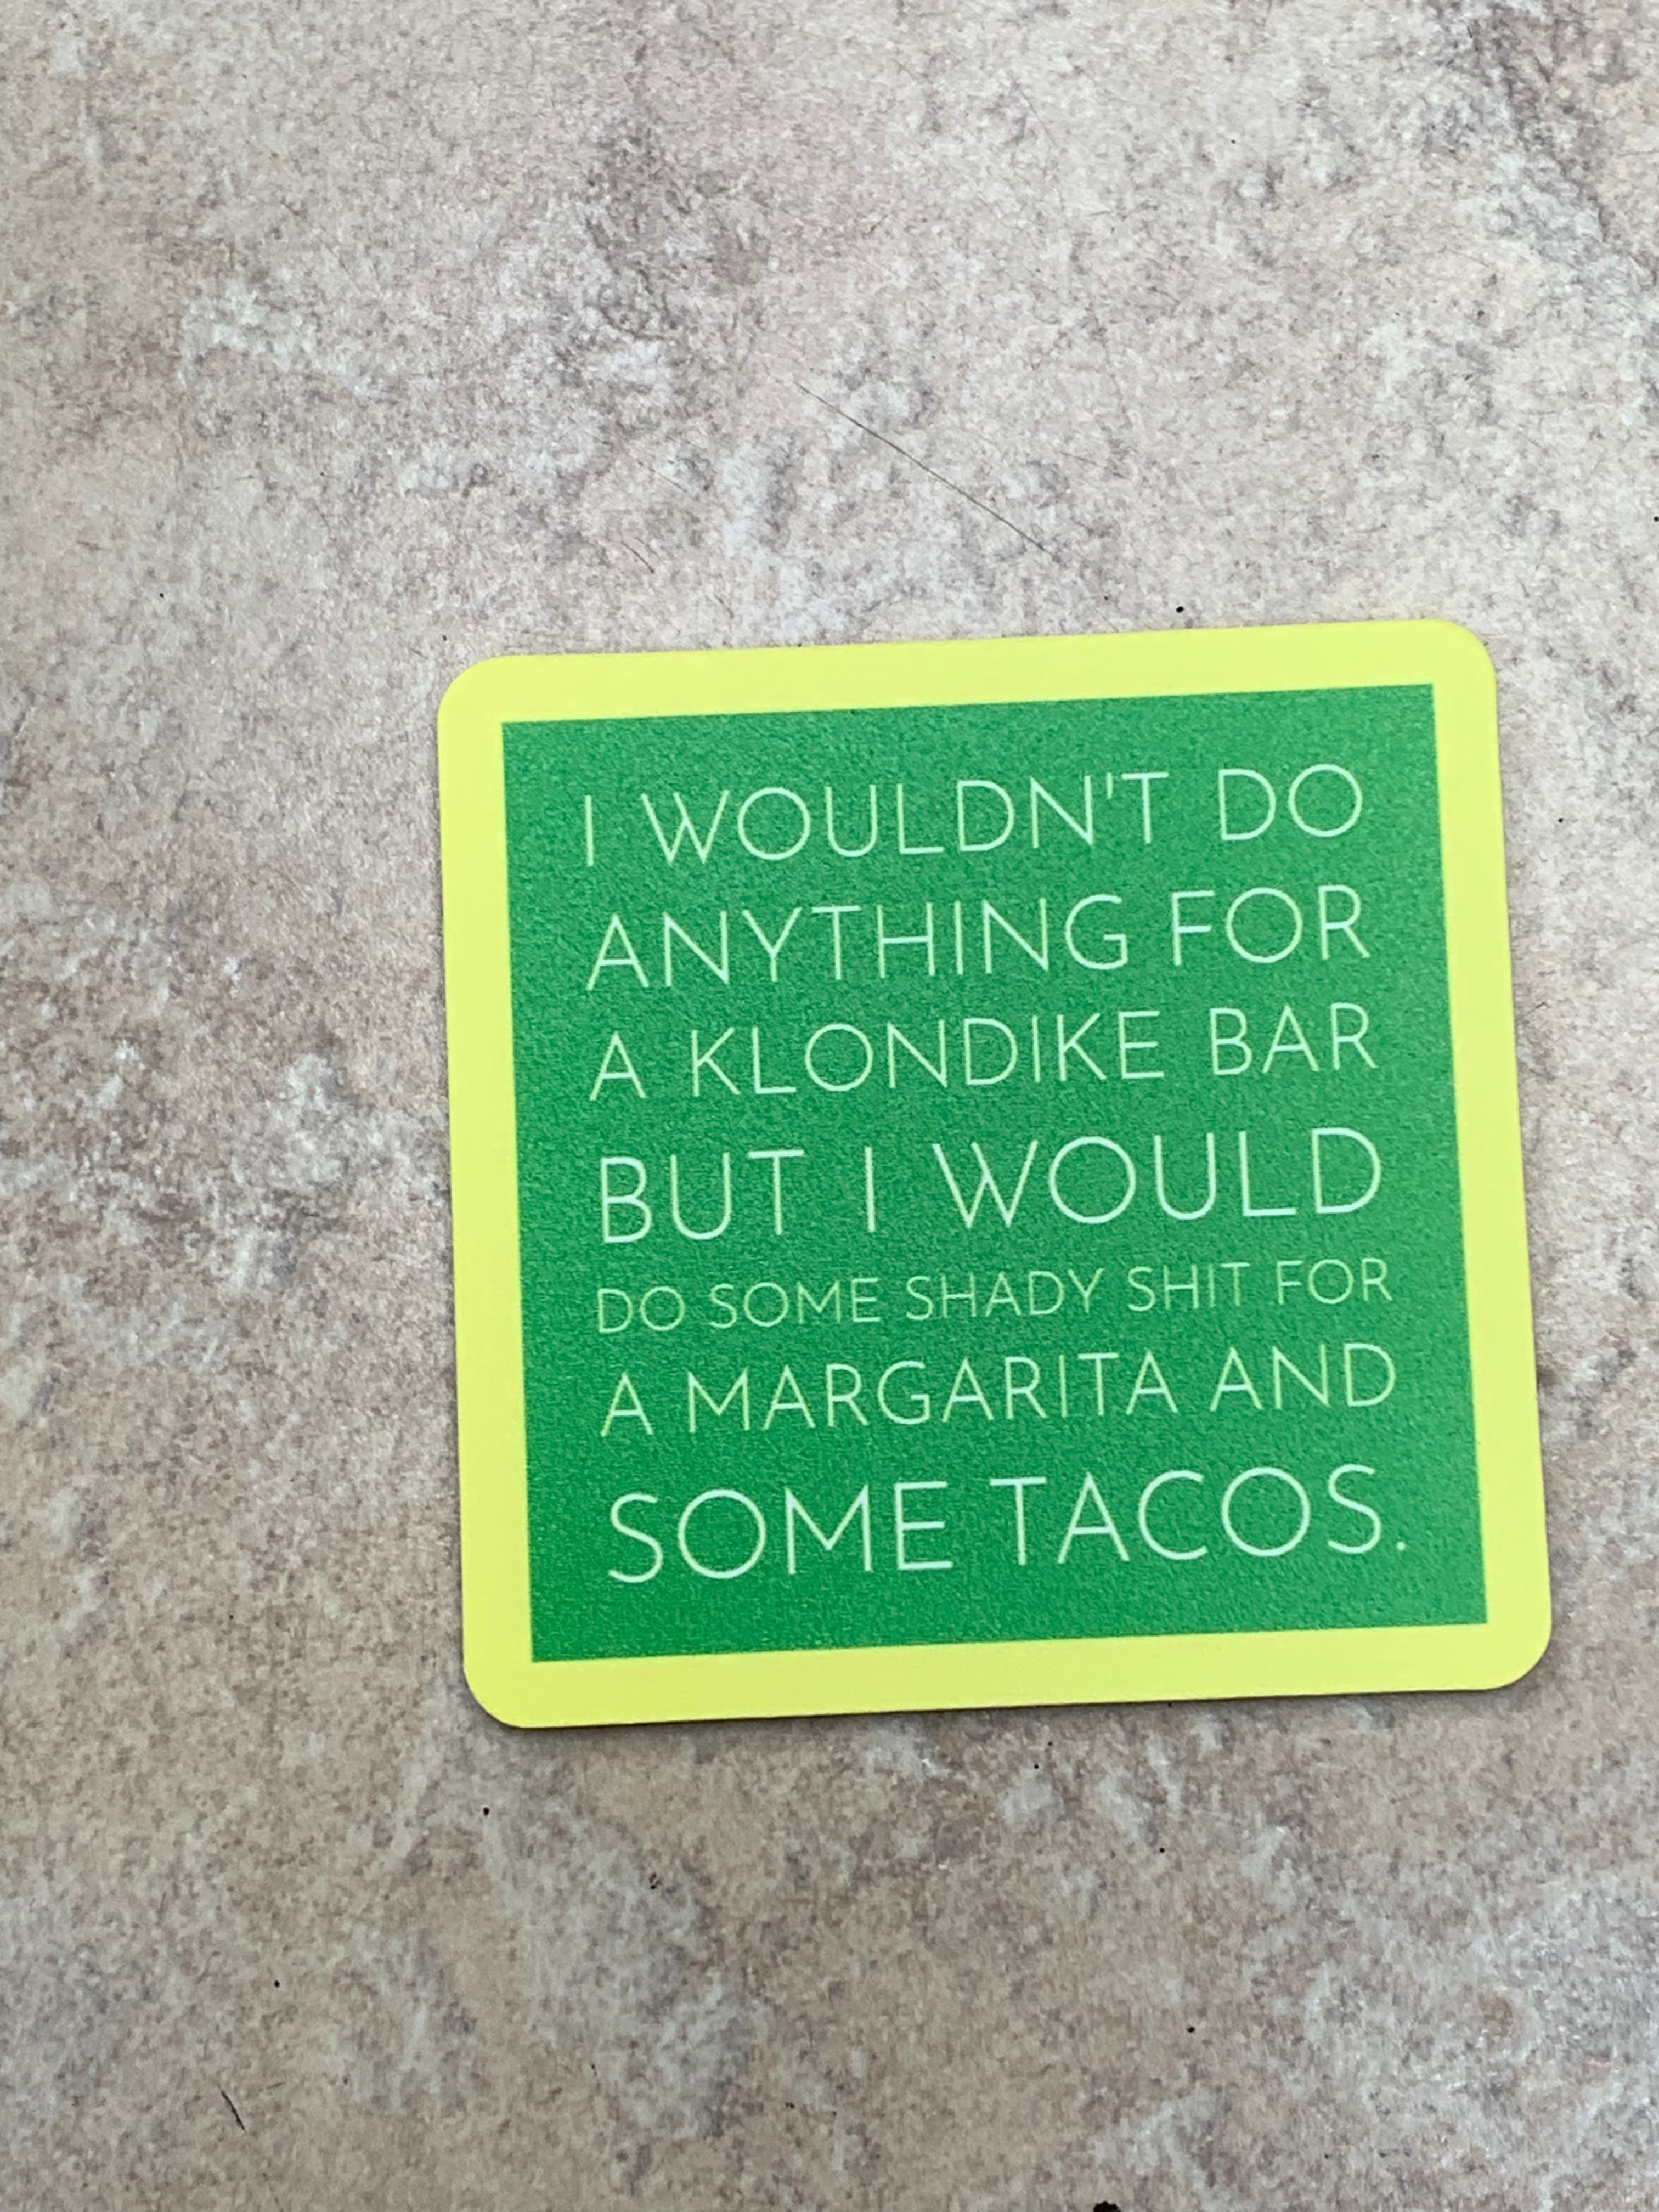 I WOULDN'T DO
ANYTHING FOR
A KLONDIKE BAR
BUT I WOULD
DO SOME SHADY SHIT FOR
A MARGARITA AND
SOME TACOS.